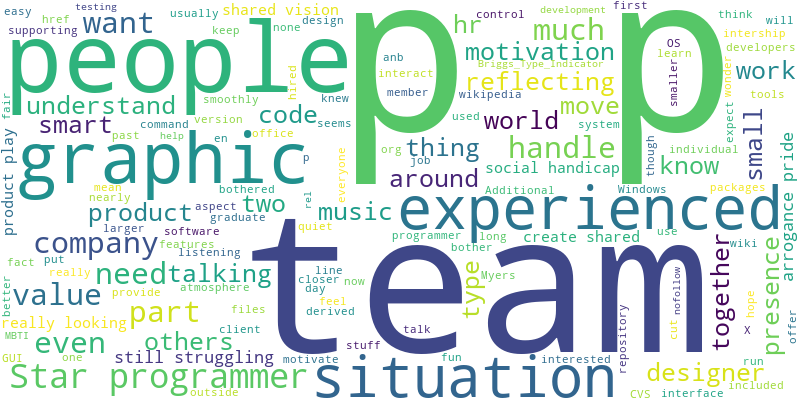 easy href testing
usually none development first
shared vision control intership
supporting keep design think will
people p p
want hr much OS developers
motivation anb Briggs_Type_Indicator smaller learn
hired interact reflecting wonder work
understand smoothly knew member wikipedia tools
fair smart version code move expect
command seems used system
past help en office world small
graphic thing org handle individual
mean p job around social handicap know though
nearly bothered everyone arrogance pride
product play aspect two rel Additional Windows packages
product graduate music experienced
larger software quiet programmer long create shared use wiki
company features listening bother
fact put atmosphere team together presence
really need talking line type Myers
better provide closer now day nofollow
value files feel X hope
really looking part derived repository offer
MBTI client talk cut
GUI one even others motivate stuff run
still struggling fun interested
Star programmer situation designer included
outside CVS interface